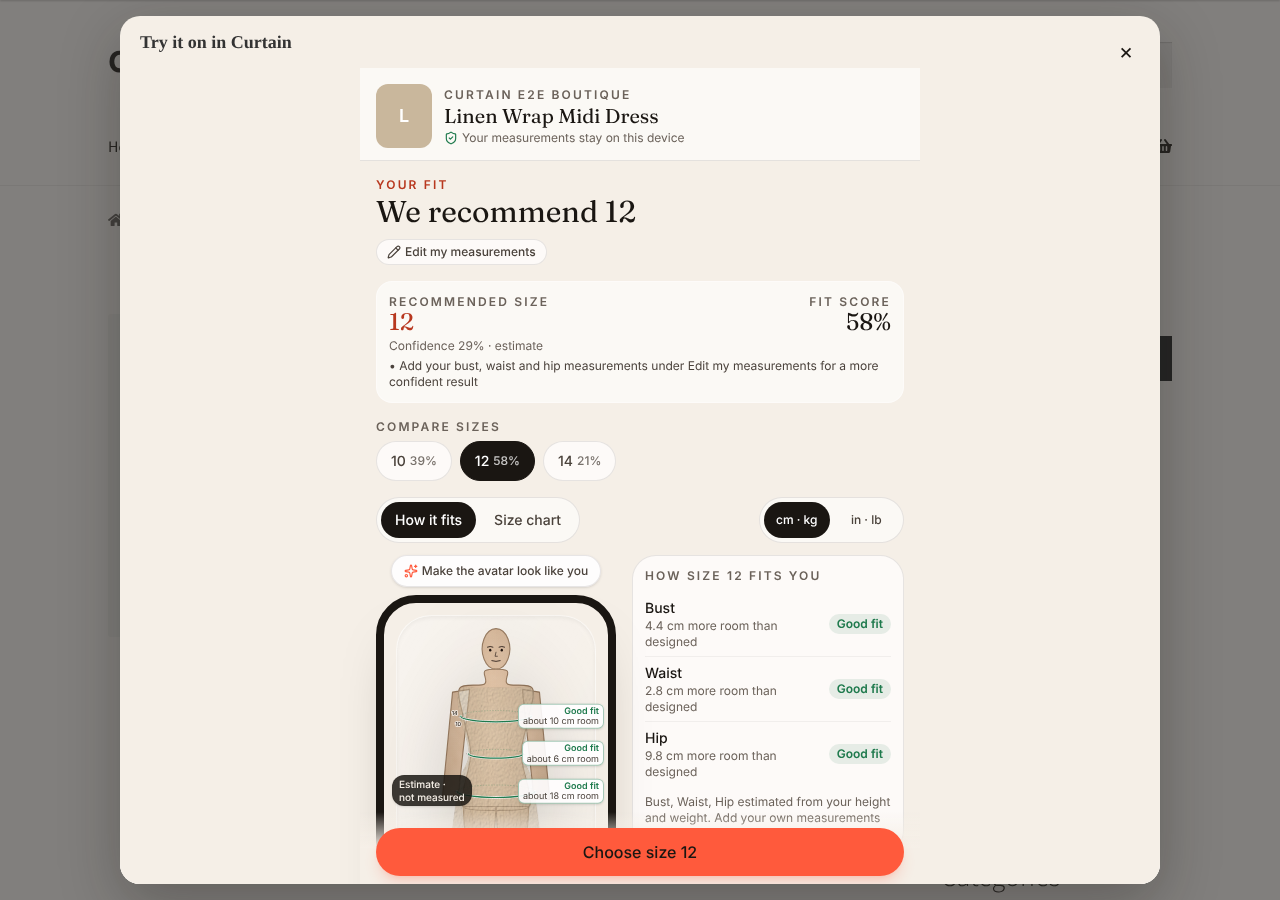 Try it on in Curtain
CURTAIN E2E BOUTIQUE
L
Linen Wrap Midi Dress
Your measurements stay on this device
YOUR FIT
We recommend 12
Edit my measurements
RECOMMENDED SIZE
FIT SCORE
12
58%
Confidence 29% · estimate
• Add your bust, waist and hip measurements under Edit my measurements for a more
confident result
COMPARE SIZES
10 39%
12 58%
14 21%
How it fits
Size chart
cm · kg
in · lb
Make the avatar look like you
Good fit
about 10 cm room
14
10
Good fit
about 6 cm room
Good fit
about 18 cm room
Estimate ·
not measured
HOW SIZE 12 FITS YOU
Bust
4.4 cm more room than
designed
Good fit
Waist
2.8 cm more room than
designed
Good fit
Hip
9.8 cm more room than
designed
Good fit
Bust, Waist, Hip estimated from your height
and weight. Add your own measurements
Choose size 12